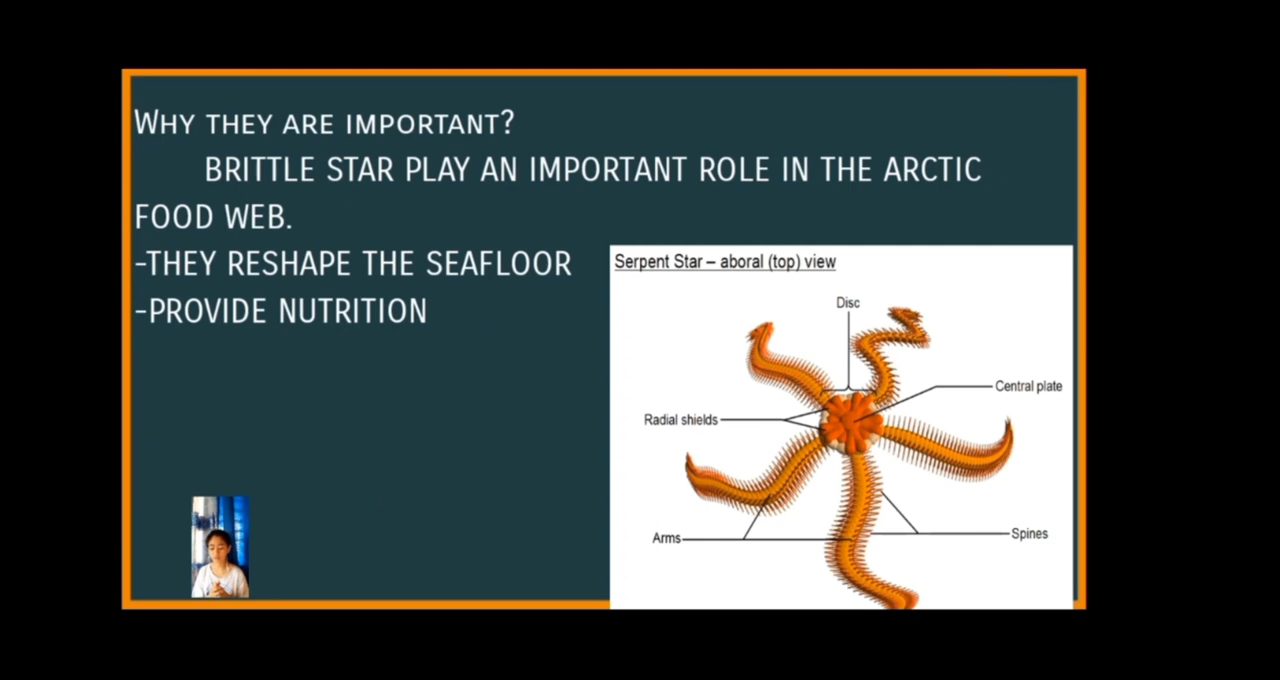 Why they are important?
BRITTLE STAR PLAY AN IMPORTANT ROLE IN THE ARCTIC
FOOD WEB.
-THEY RESHAPE THE SEAFLOOR
-PROVIDE NUTRITION
Serpent Star – aboral (top) view
Disc
Central plate
Radial shields
Arms
Spines